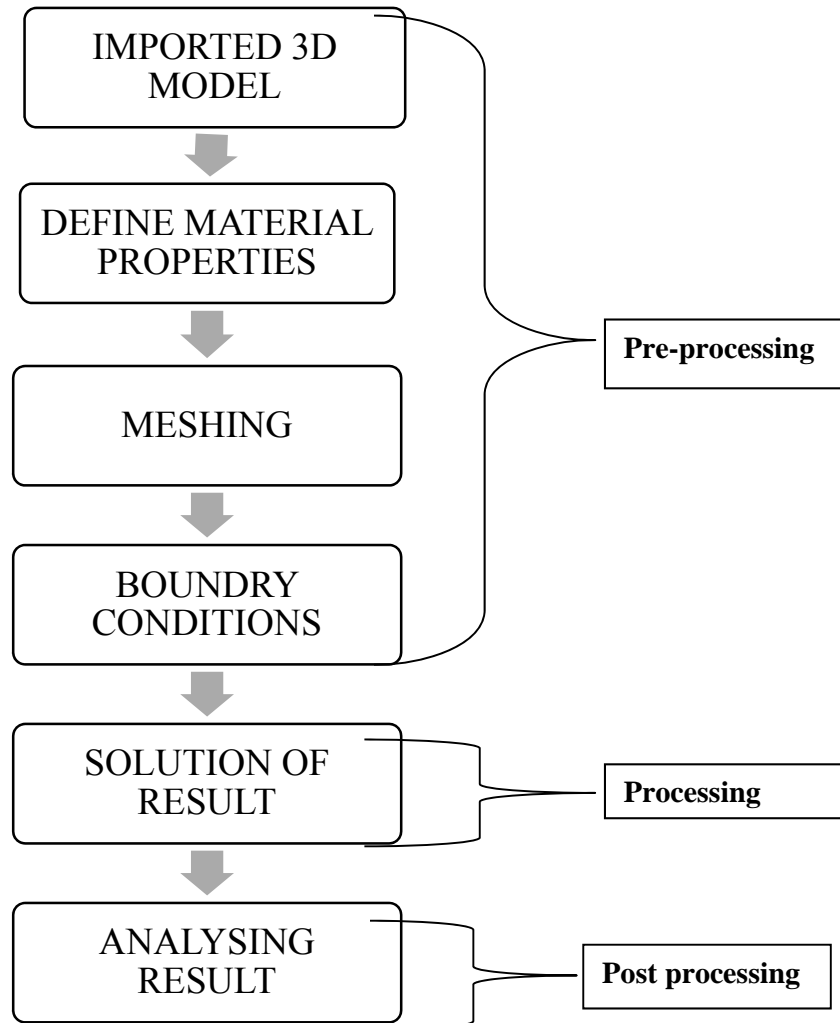 IMPORTED 3D
MODEL
DEFINE MATERIAL
PROPERTIES
MESHING
BOUNDRY
CONDITIONS
Pre-processing
SOLUTION OF
RESULT
Processing
ANALYSING
RESULT
Post processing